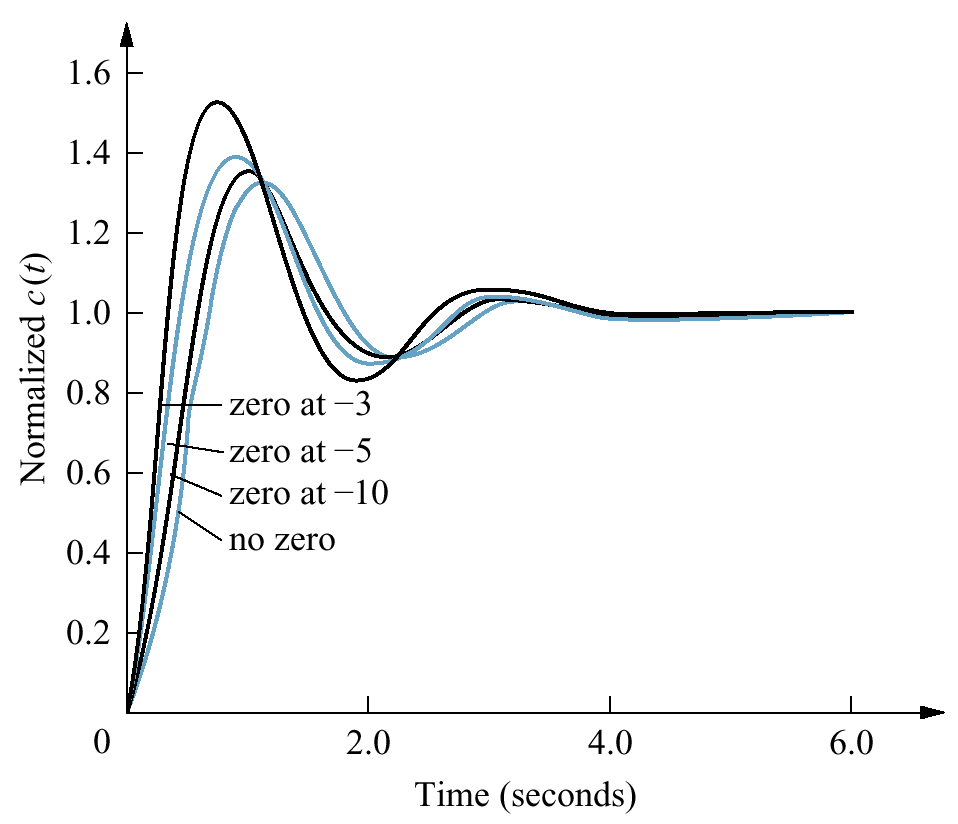 1.6
1.4
1.2
1.0
0.8
0.6
0.4
0.2
0
2.0
4.0
6.0
Normalized c(t)
zero at −3
zero at −5
zero at −10
no zero
Time (seconds)